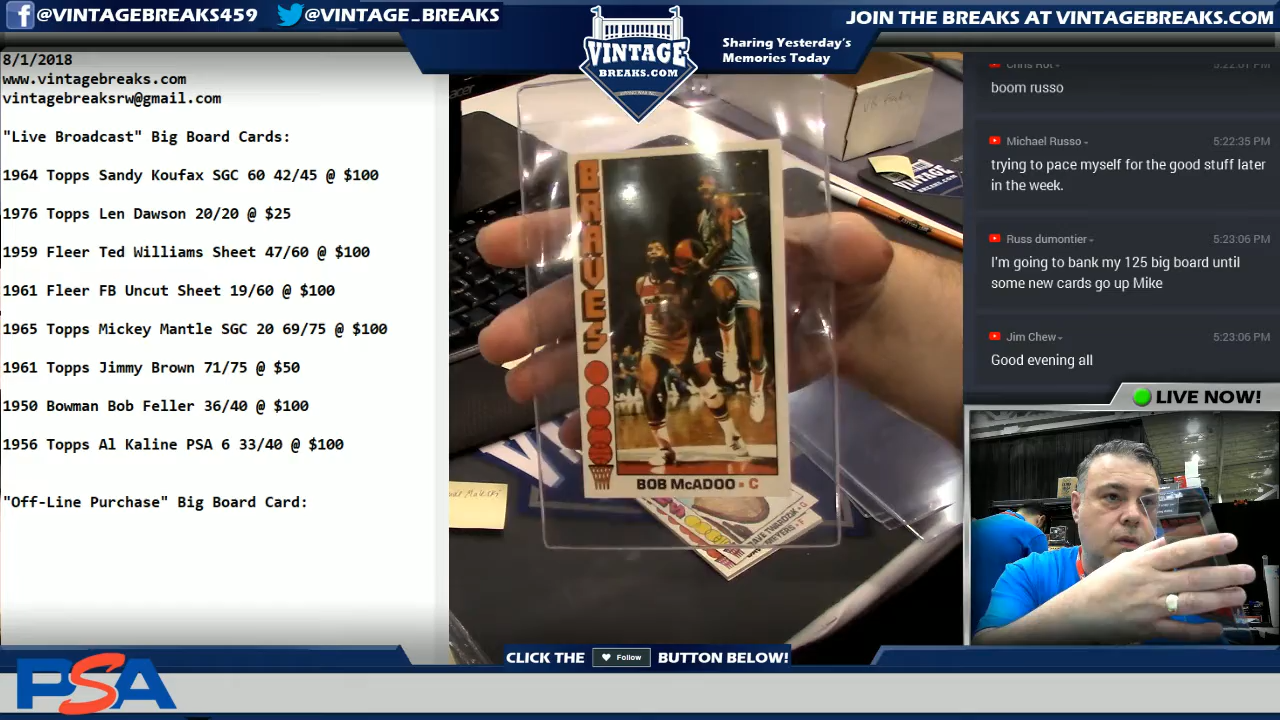 @VINTAGEBREAKS459 @VINTAGE_BREAKS
VINTAGE
BREAKS.COM
Sharing Yesterday's
Memories Today
JOIN THE BREAKS AT VINTAGEBREAKS.COM
8/1/2018
www.vintagebreaks.com
vintagebreaksrw@gmail.com
"Live Broadcast" Big Board Cards:
1964 Topps Sandy Koufax SGC 60 42/45 @ $100
1976 Topps Len Dawson 20/20 @ $25
1959 Fleer Ted Williams Sheet 47/60 @ $100
1961 Fleer FB Uncut Sheet 19/60 @ $100
1965 Topps Mickey Mantle SGC 20 69/75 @ $100
1961 Topps Jimmy Brown 71/75 @ $50
1950 Bowman Bob Feller 36/40 @ $100
1956 Topps Al Kaline PSA 6 33/40 @ $100
"Off-Line Purchase" Big Board Card:
acer
BRAVES
BOB McADOO • C
Chris Rot 5:22:01 PM
boom russo
Michael Russo 5:22:35 PM
trying to pace myself for the good stuff later
in the week.
Russ dumontier 5:23:06 PM
I'm going to bank my 125 big board until
some new cards go up Mike
Jim Chew 5:23:06 PM
Good evening all
LIVE NOW!
CLICK THE Follow BUTTON BELOW!
PSA